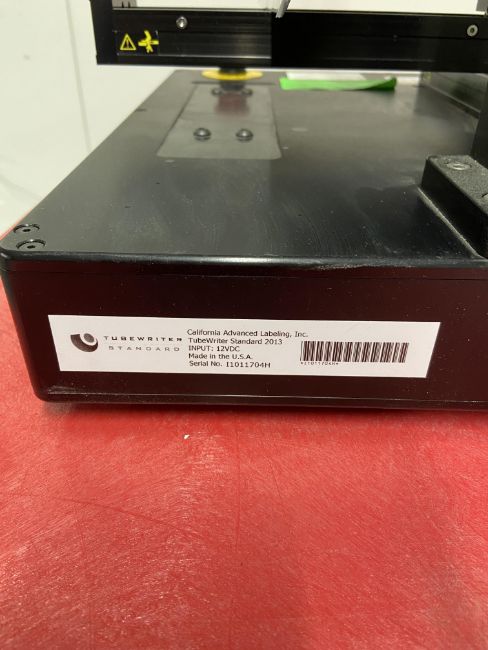 TUBEWRITER
STANDARD
California Advanced Labeling, Inc.
TubeWriter Standard 2013
INPUT: 12VDC
Made in the U.S.A.
Serial No. I1011704H